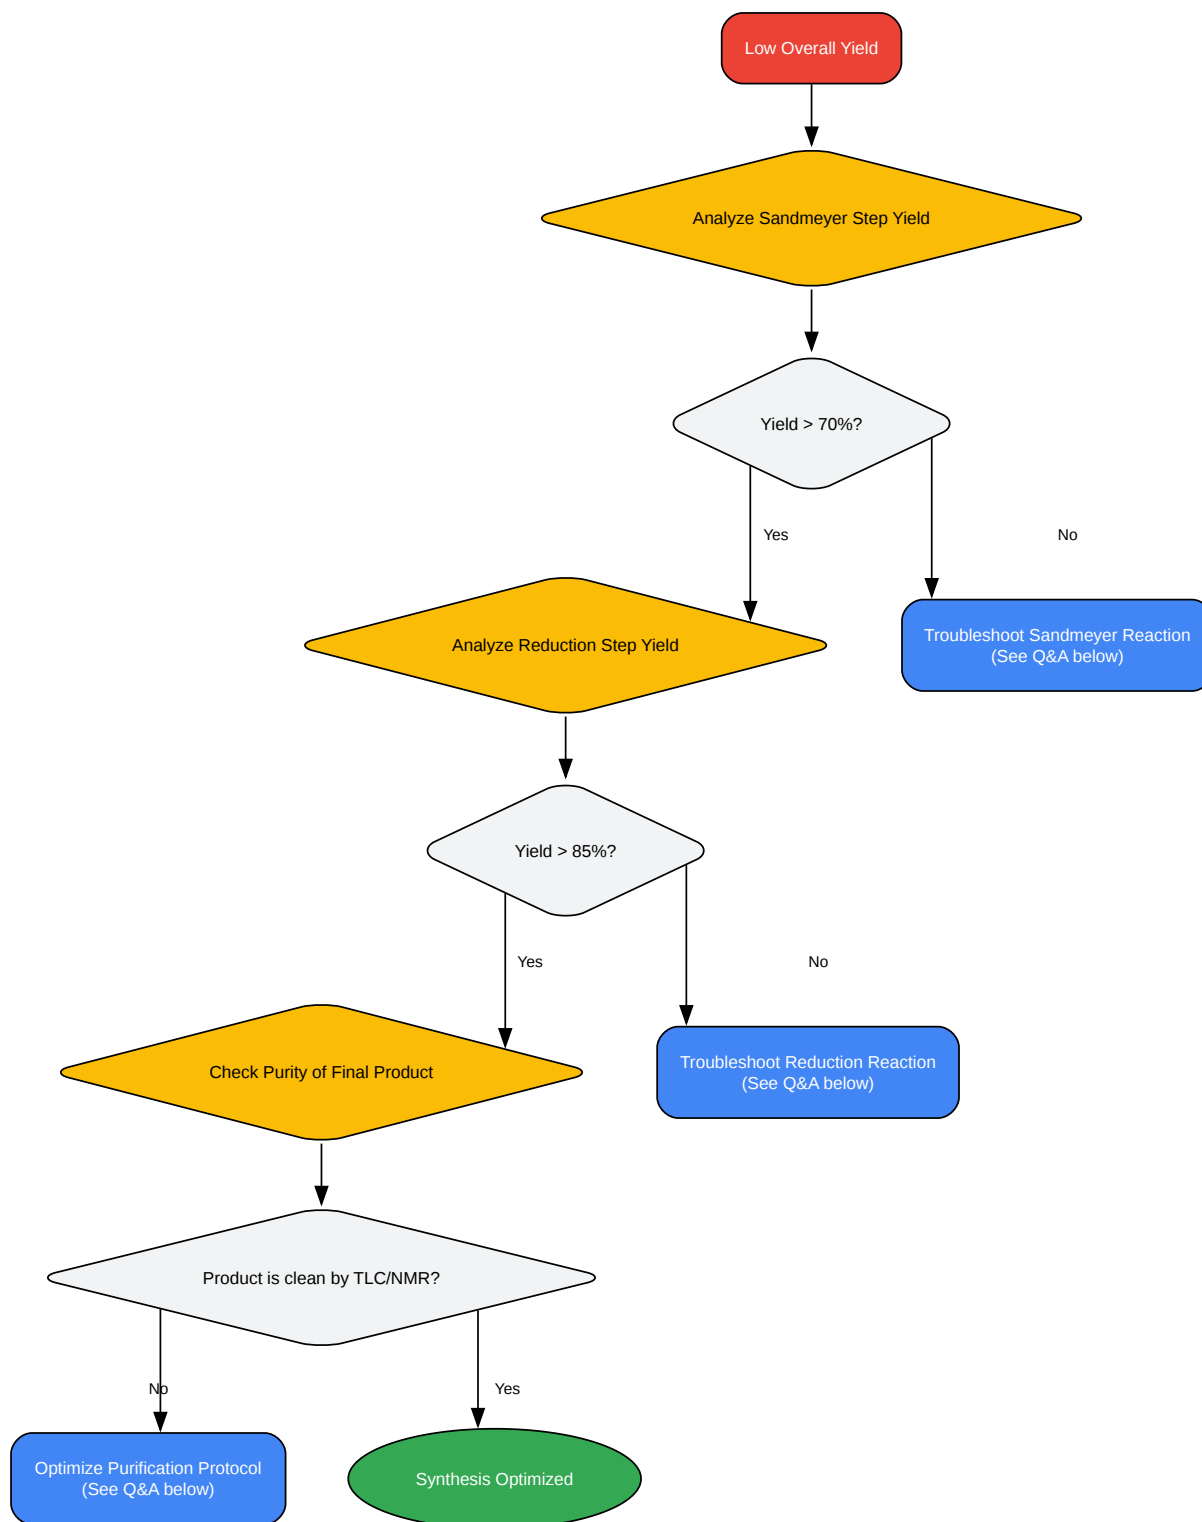 Low Overall Yield
Analyze Sandmeyer Step Yield
Yield > 70%?
Yes
No
Troubleshoot Sandmeyer Reaction
(See Q&A below)
Analyze Reduction Step Yield
Yield > 85%?
Yes
No
Troubleshoot Reduction Reaction
(See Q&A below)
Check Purity of Final Product
Product is clean by TLC/NMR?
No
Yes
Optimize Purification Protocol
(See Q&A below)
Synthesis Optimized